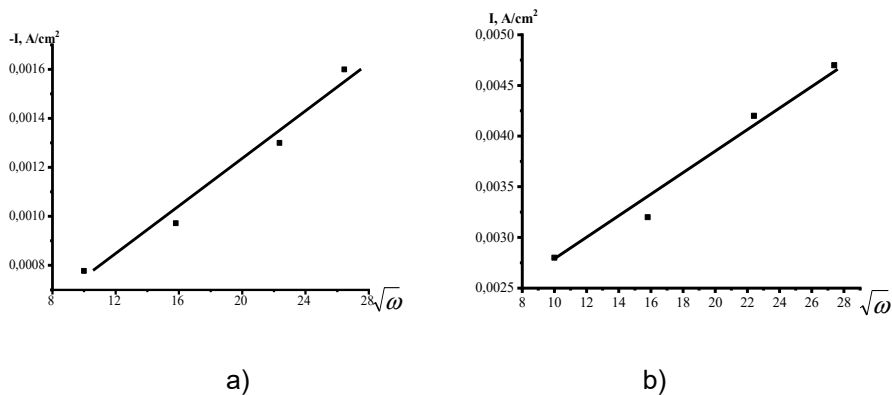 -I, A/cm²
0,0016
0,0014
0,0012
0,0010
0,0008
8 12 16 20 24 28 √ω
a)
I, A/cm²
0,0050
0,0045
0,0040
0,0035
0,0030
0,0025
8 10 12 14 16 18 20 22 24 26 28 √ω
b)